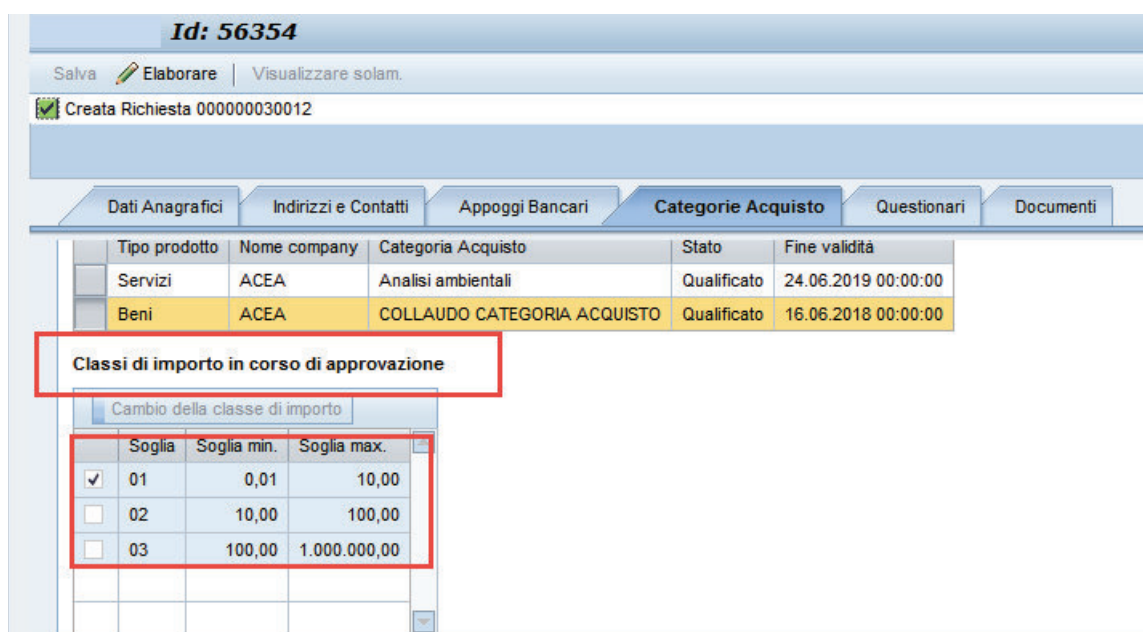 Id: 56354
Salva Elaborare Visualizzare solam.
Creata Richiesta 000000030012
Dati Anagrafici Indirizzi e Contatti Appoggi Bancari Categorie Acquisto Questionari Documenti
Tipo prodotto Nome company Categoria Acquisto Stato Fine validità
Servizi ACEA Analisi ambientali Qualificato 24.06.2019 00:00:00
Beni ACEA COLLAUDO CATEGORIA ACQUISTO Qualificato 16.06.2018 00:00:00
Classi di importo in corso di approvazione
Cambio della classe di importo
Soglia Soglia min. Soglia max.
01 0,01 10,00
02 10,00 100,00
03 100,00 1.000.000,00